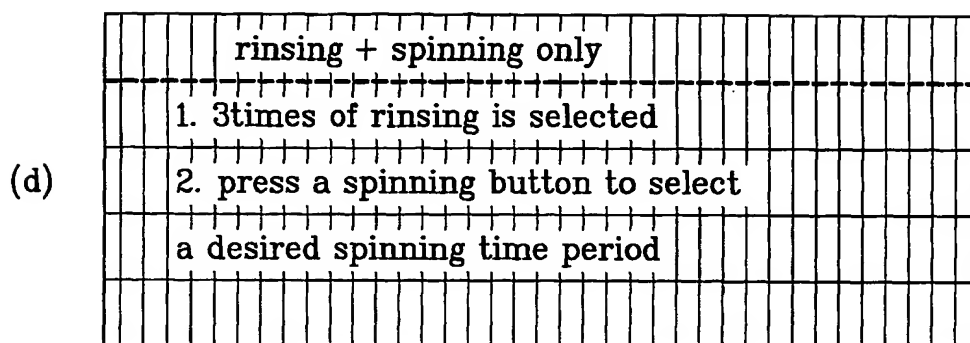 rinsing + spinning only
1. 3times of rinsing is selected
(d)
2. press a spinning button to select
a desired spinning time period